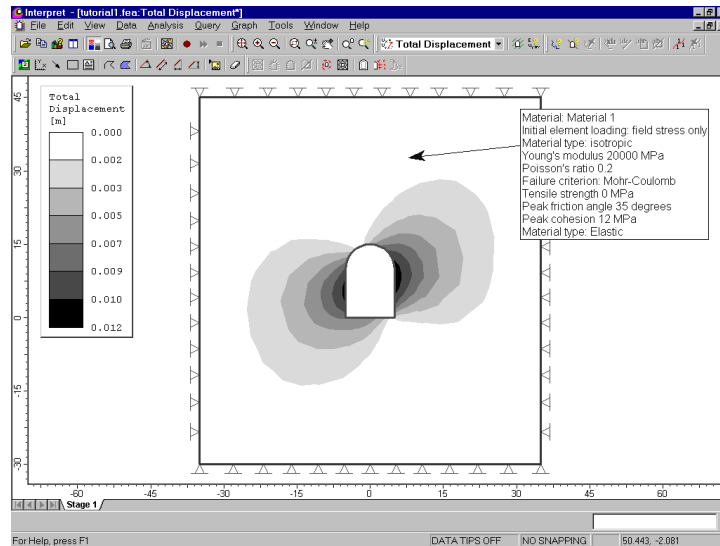 Interpret - [tutorial1.fea:Total Displacement*]
File Edit View Data Analysis Query Graph Tools Window Help
Total Displacement
45
30
15
0
-15
-30
Total
Displacement
[m]
0.000
0.002
0.003
0.005
0.007
0.009
0.010
0.012
Material: Material 1
Initial element loading: field stress only
Material type: isotropic
Young's modulus 20000 MPa
Poisson's ratio 0.2
Failure criterion: Mohr-Coulomb
Tensile strength 0 MPa
Peak friction angle 35 degrees
Peak cohesion 12 MPa
Material type: Elastic
-60 -45 -30 -15 0 15 30 45 60
Stage 1
For Help, press F1
DATA TIPS OFF NO SNAPPING 50.443, -2.081